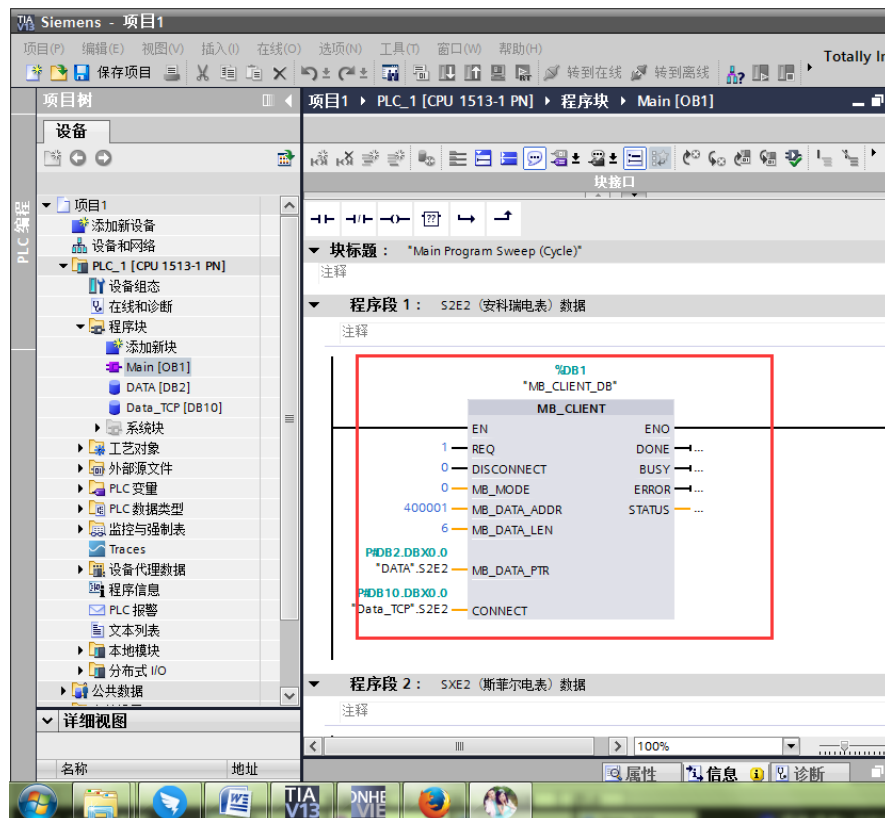 TIA V13 Siemens - 项目1
项目(P) 编辑(E) 视图(V) 插入(I) 在线(O) 选项(N) 工具(T) 窗口(W) 帮助(H)
Totally In
保存项目 转到在线 转到离线
项目树
项目1 PLC_1 [CPU 1513-1 PN] 程序块 Main [OB1]
设备
块接口
PLC 编程
项目1
添加新设备
设备和网络
PLC_1 [CPU 1513-1 PN]
设备组态
在线和诊断
程序块
添加新块
Main [OB1]
DATA [DB2]
Data_TCP [DB10]
系统块
工艺对象
外部源文件
PLC 变量
PLC 数据类型
监控与强制表
Traces
设备代理数据
程序信息
PLC 报警
文本列表
本地模块
分布式 I/O
公共数据
详细视图
名称 地址
块标题： "Main Program Sweep (Cycle)"
注释
程序段 1： S2E2（安科瑞电表）数据
注释
%DB1
"MB_CLIENT_DB"
MB_CLIENT
EN ENO
1 REQ DONE ...
0 DISCONNECT BUSY ...
0 MB_MODE ERROR ...
400001 MB_DATA_ADDR STATUS ...
6 MB_DATA_LEN
P#DB2.DBX0.0
"DATA".S2E2 MB_DATA_PTR
P#DB10.DBX0.0
"Data_TCP".S2E2 CONNECT
程序段 2： SXE2（斯菲尔电表）数据
注释
100%
属性 信息 诊断
TIA V13